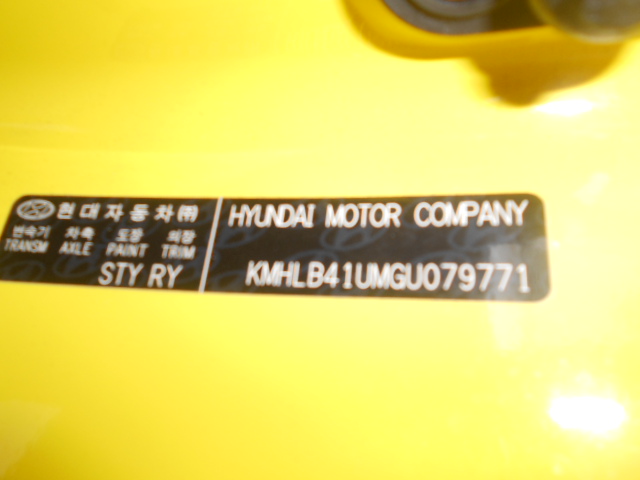 현대자동차㈜
변속기 차축 도장 의장
TRANSM AXLE PAINT TRIM
STY RY
HYUNDAI MOTOR COMPANY
KMHLB41UMGU079771